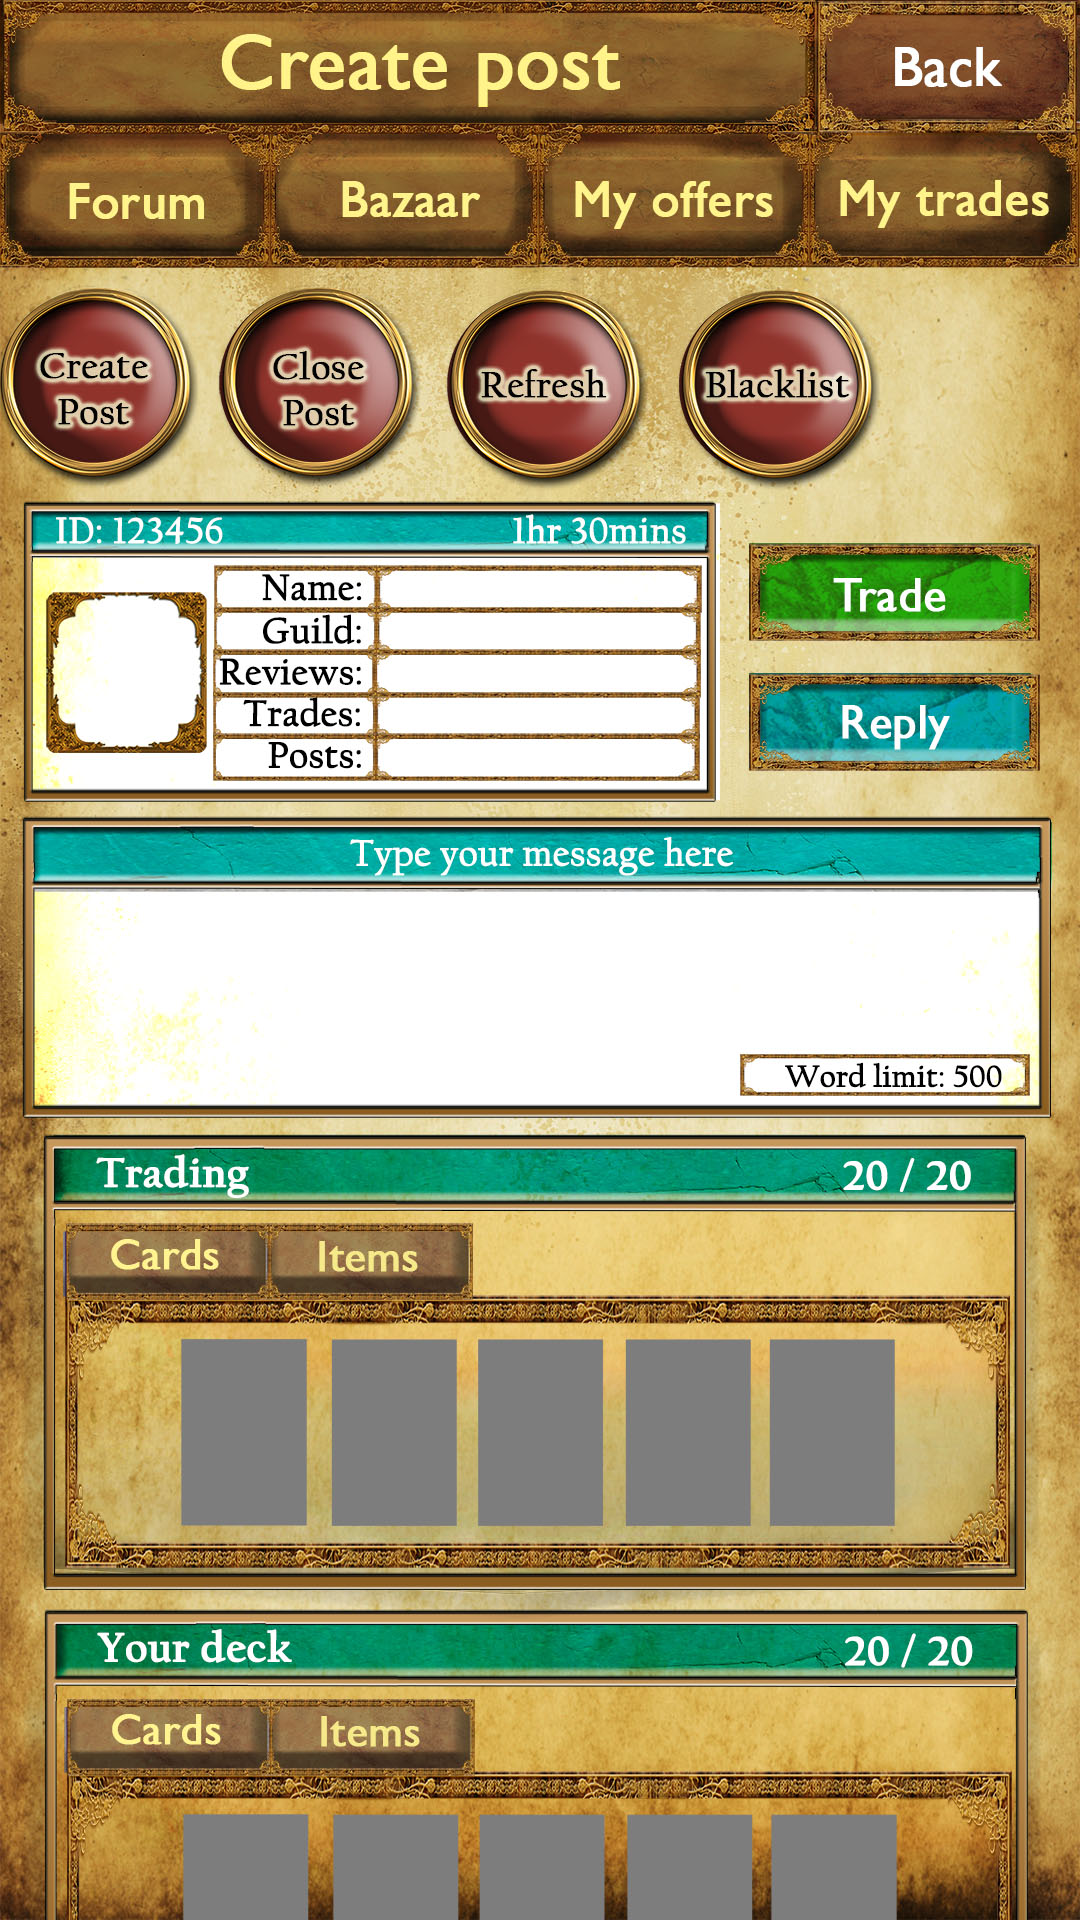 Create post
Back
Forum
Bazaar
My offers
My trades
Create
Post
Close
Post
Refresh
Blacklist
ID: 123456
1hr 30mins
Name:
Guild:
Reviews:
Trades:
Posts:
Trade
Reply
Type your message here
Word limit: 500
Trading
20 / 20
Cards
Items
Your deck
20 / 20
Cards
Items